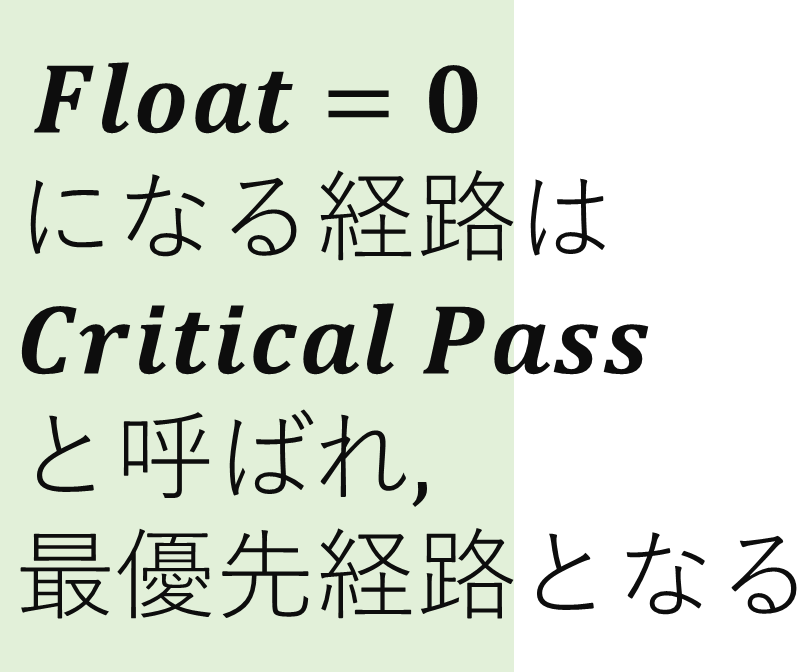 Float = 0
になる経路は
Critical Pass
と呼ばれ,
最優先経路となる